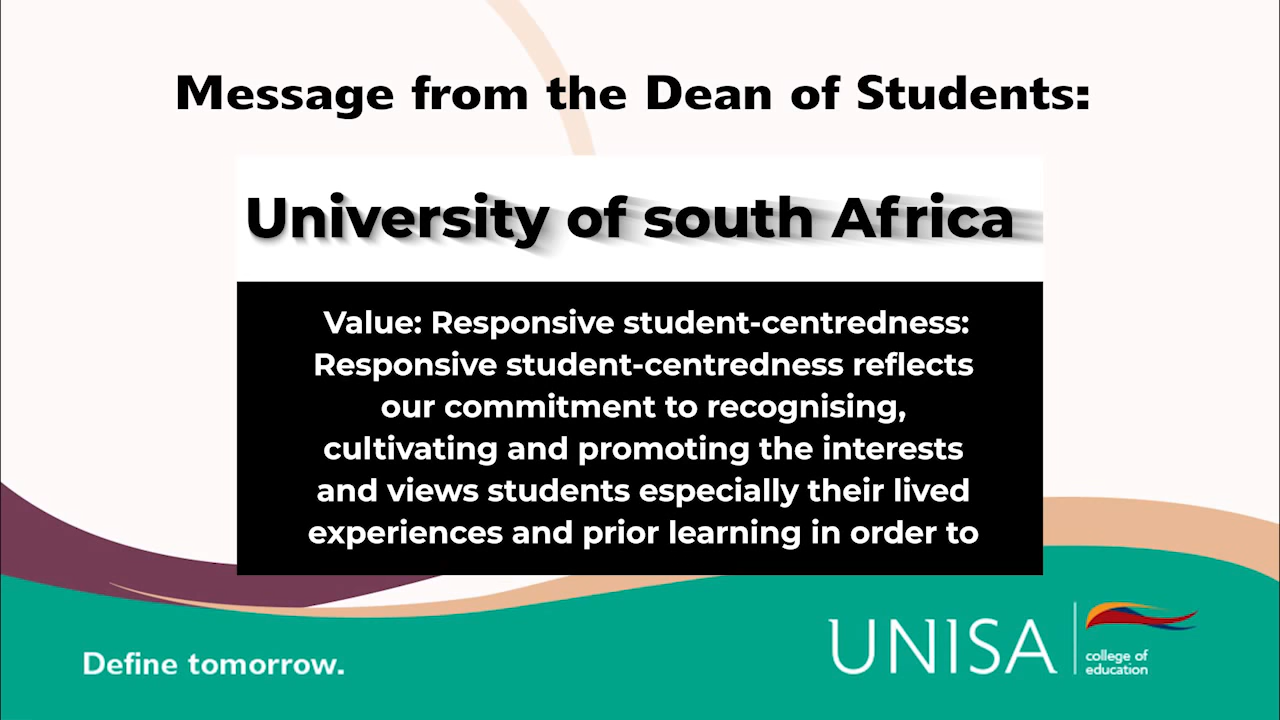 Message from the Dean of Students:
University of south Africa
Value: Responsive student-centredness:
Responsive student-centredness reflects
our commitment to recognising,
cultivating and promoting the interests
and views students especially their lived
experiences and prior learning in order to
Define tomorrow.
UNISA
college of
education